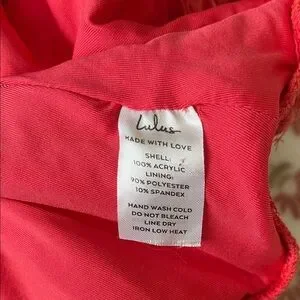 Lulus
MADE WITH LOVE
SHELL:
100% ACRYLIC
LINING:
90% POLYESTER
10% SPANDEX
HAND WASH COLD
DO NOT BLEACH
LINE DRY
IRON LOW HEAT